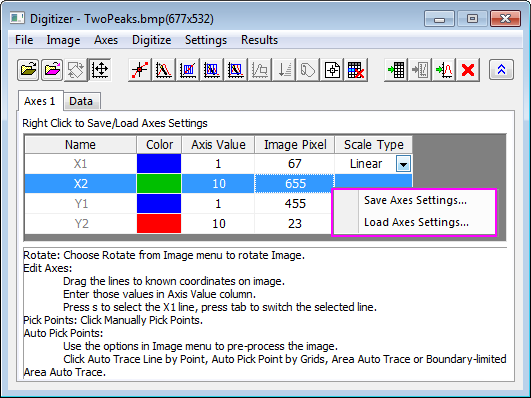 Digitizer - TwoPeaks.bmp(677x532)
File Image Axes Digitize Settings Results
Axes 1 Data
Right Click to Save/Load Axes Settings
Name Color Axis Value Image Pixel Scale Type
X1 1 67 Linear
X2 10 655
Y1 1 455
Y2 10 23
Save Axes Settings...
Load Axes Settings...
Rotate: Choose Rotate from Image menu to rotate Image.
Edit Axes:
Drag the lines to known coordinates on image.
Enter those values in Axis Value column.
Press s to select the X1 line, press tab to switch the selected line.
Pick Points: Click Manually Pick Points.
Auto Pick Points:
Use the options in Image menu to pre-process the image.
Click Auto Trace Line by Point, Auto Pick Point by Grids, Area Auto Trace or Boundary-limited
Area Auto Trace.